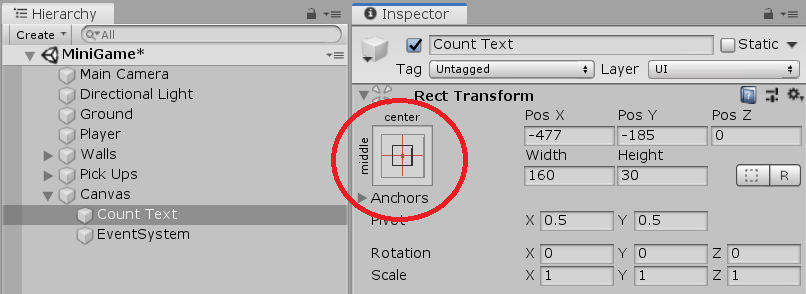 Hierarchy
Create
All
MiniGame*
Main Camera
Directional Light
Ground
Player
Walls
Pick Ups
Canvas
Count Text
EventSystem
Inspector
Count Text
Static
Tag Untagged Layer UI
Rect Transform
center
middle
Pos X Pos Y Pos Z
-477 -185 0
Width Height
160 30
R
Anchors
Pivot X 0.5 Y 0.5
Rotation X 0 Y 0 Z 0
Scale X 1 Y 1 Z 1